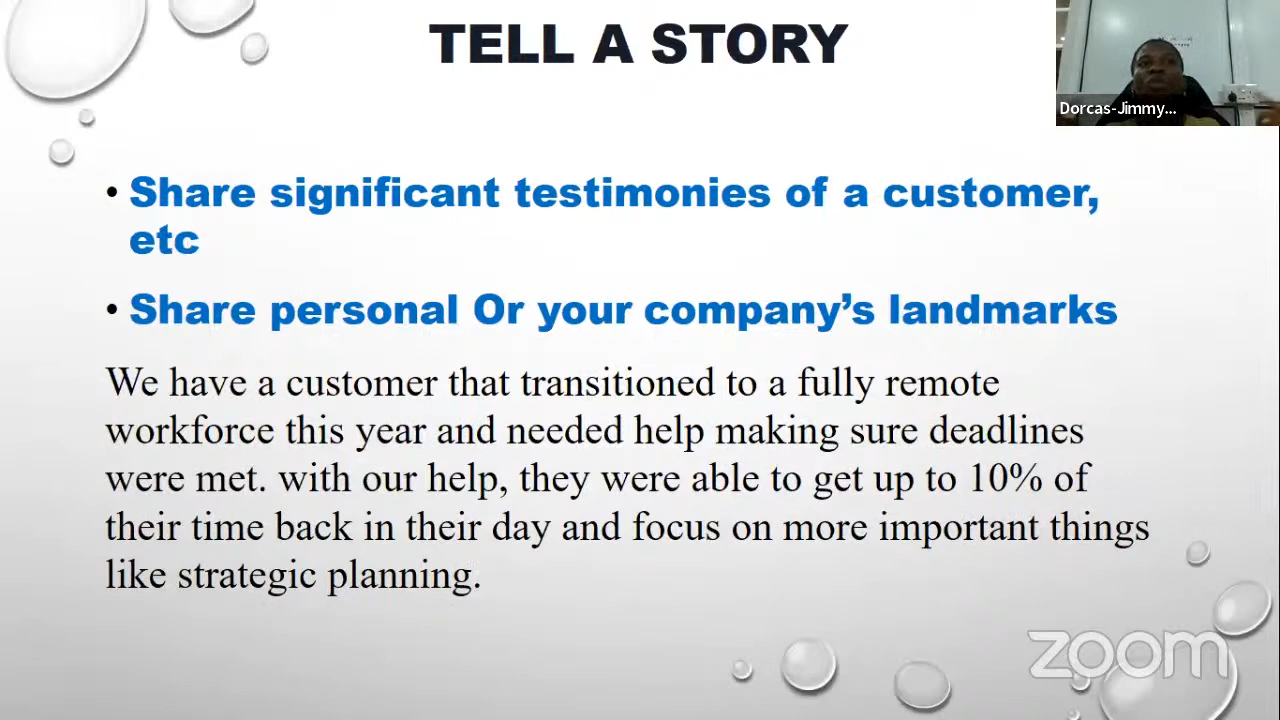 TELL A STORY
Dorcas-Jimmy...
• Share significant testimonies of a customer,
etc
• Share personal Or your company’s landmarks
We have a customer that transitioned to a fully remote
workforce this year and needed help making sure deadlines
were met. with our help, they were able to get up to 10% of
their time back in their day and focus on more important things
like strategic planning.
zoom